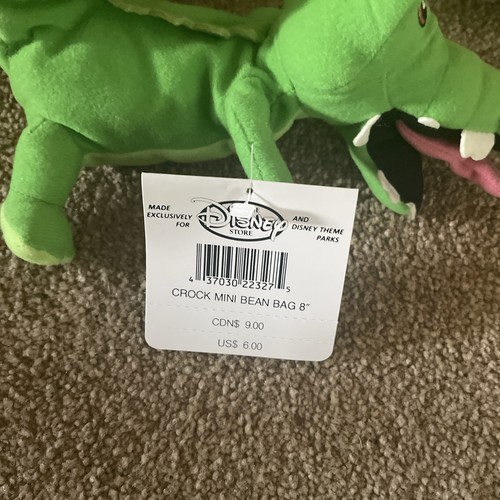 MADE EXCLUSIVELY FOR
Disney STORE
AND DISNEY THEME PARKS
4 37030 22327 5
CROCK MINI BEAN BAG 8"
CDN$ 9.00
US$ 6.00